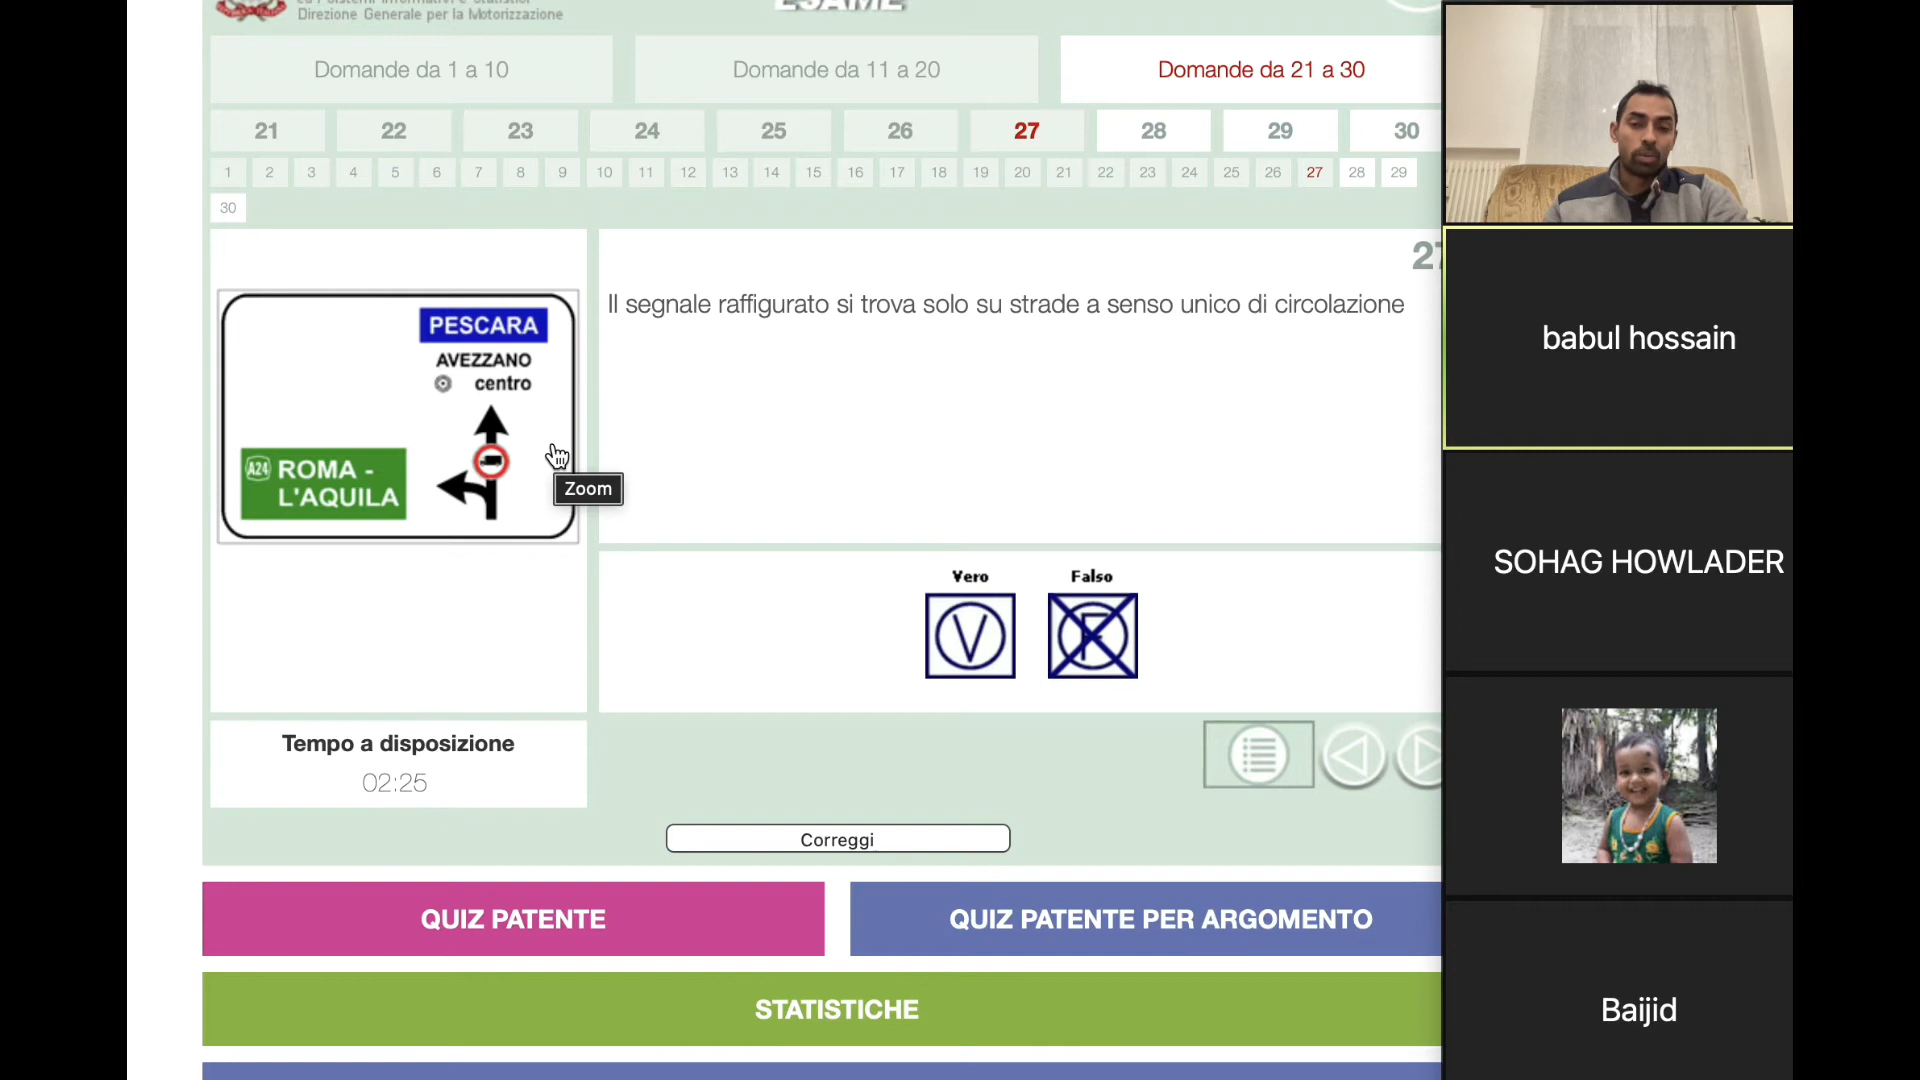 Direzione Generale per la Motorizzazione
ESAME
Domande da 1 a 10
Domande da 11 a 20
Domande da 21 a 30
21 22 23 24 25 26 27 28 29 30
1 2 3 4 5 6 7 8 9 10 11 12 13 14 15 16 17 18 19 20 21 22 23 24 25 26 27 28 29
30
27
Il segnale raffigurato si trova solo su strade a senso unico di circolazione
PESCARA
AVEZZANO
centro
A24 ROMA -
L'AQUILA
Zoom
Vero
Falso
V
F
Tempo a disposizione
02:25
Correggi
QUIZ PATENTE
QUIZ PATENTE PER ARGOMENTO
STATISTICHE
babul hossain
SOHAG HOWLADER
Baijid